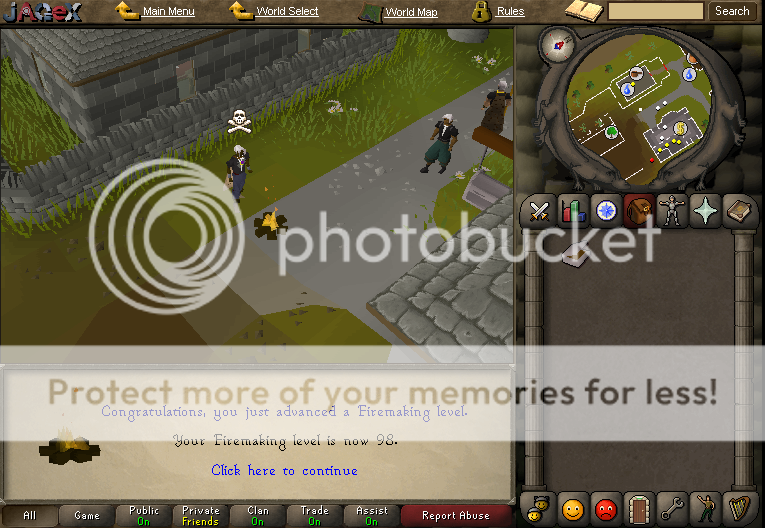 JAGEX
Main Menu
World Select
World Map
Rules
Search
photobucket
Protect more of your memories for less!
Congratulations, you just advanced a Firemaking level.
Your Firemaking level is now 98.
Click here to continue
All
Game
Public
On
Private
Friends
Clan
On
Trade
On
Assist
On
Report Abuse